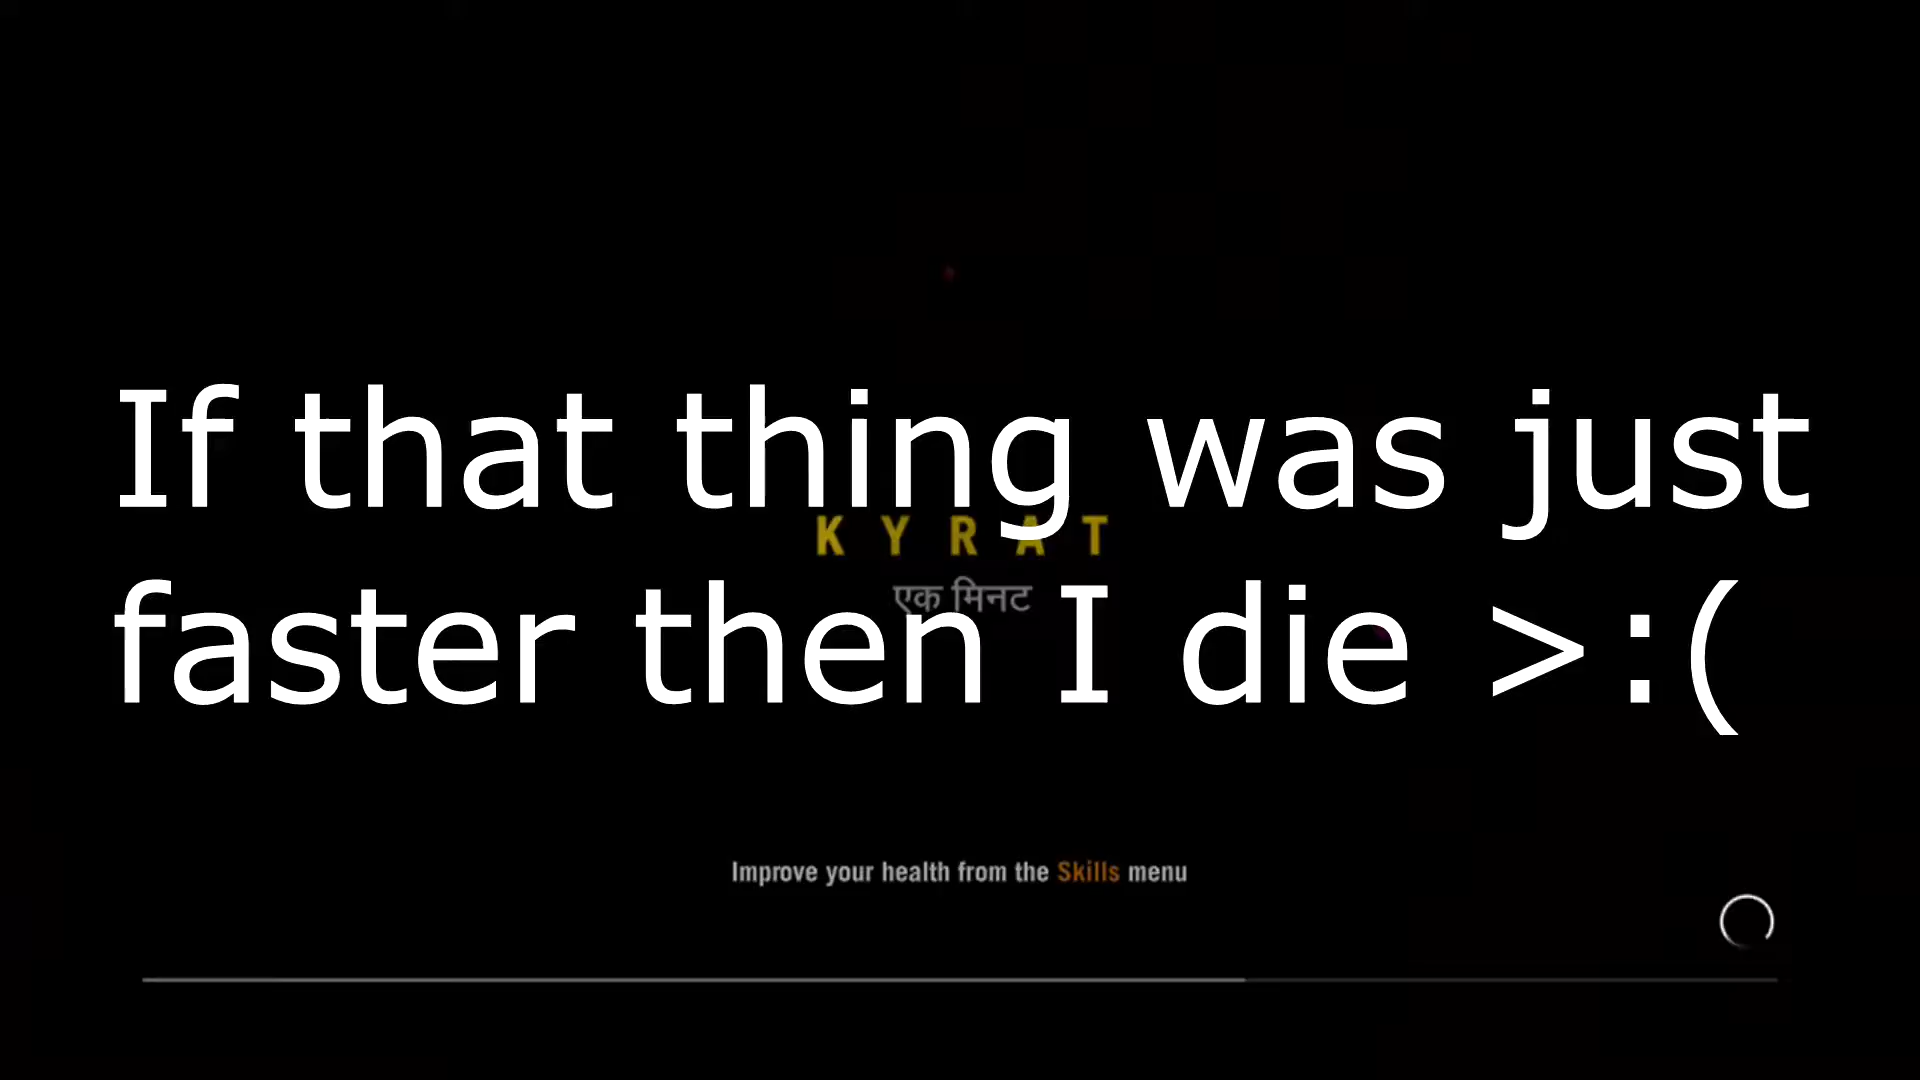 If that thing was just
KYRAT
एक मिनट
faster then I die >:(
Improve your health from the Skills menu